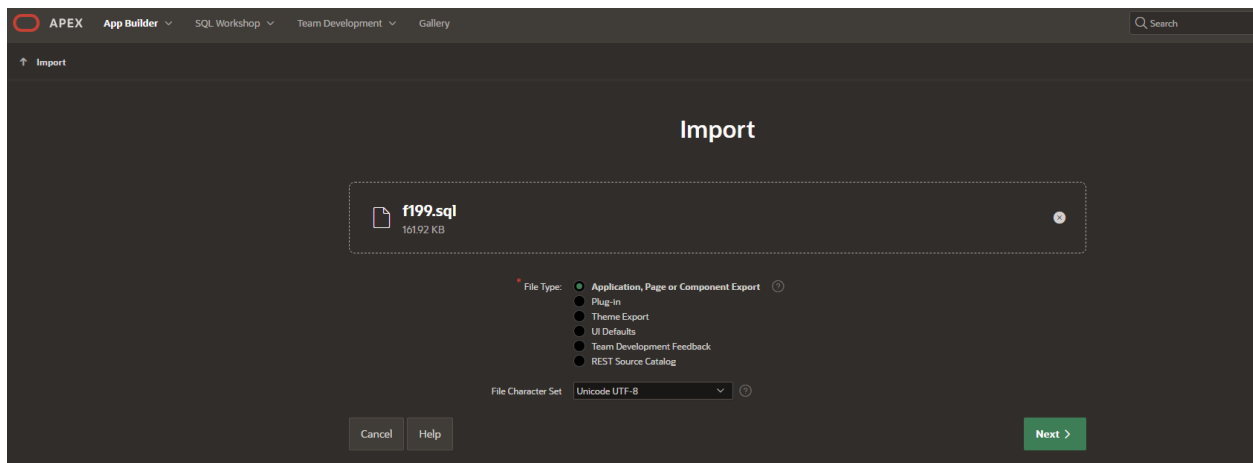 APEX App Builder SQL Workshop Team Development Gallery Search
Import
Import
f199.sql
161.92 KB
* File Type: Application, Page or Component Export ?
Plug-in
Theme Export
UI Defaults
Team Development Feedback
REST Source Catalog
File Character Set Unicode UTF-8 ?
Cancel Help Next >